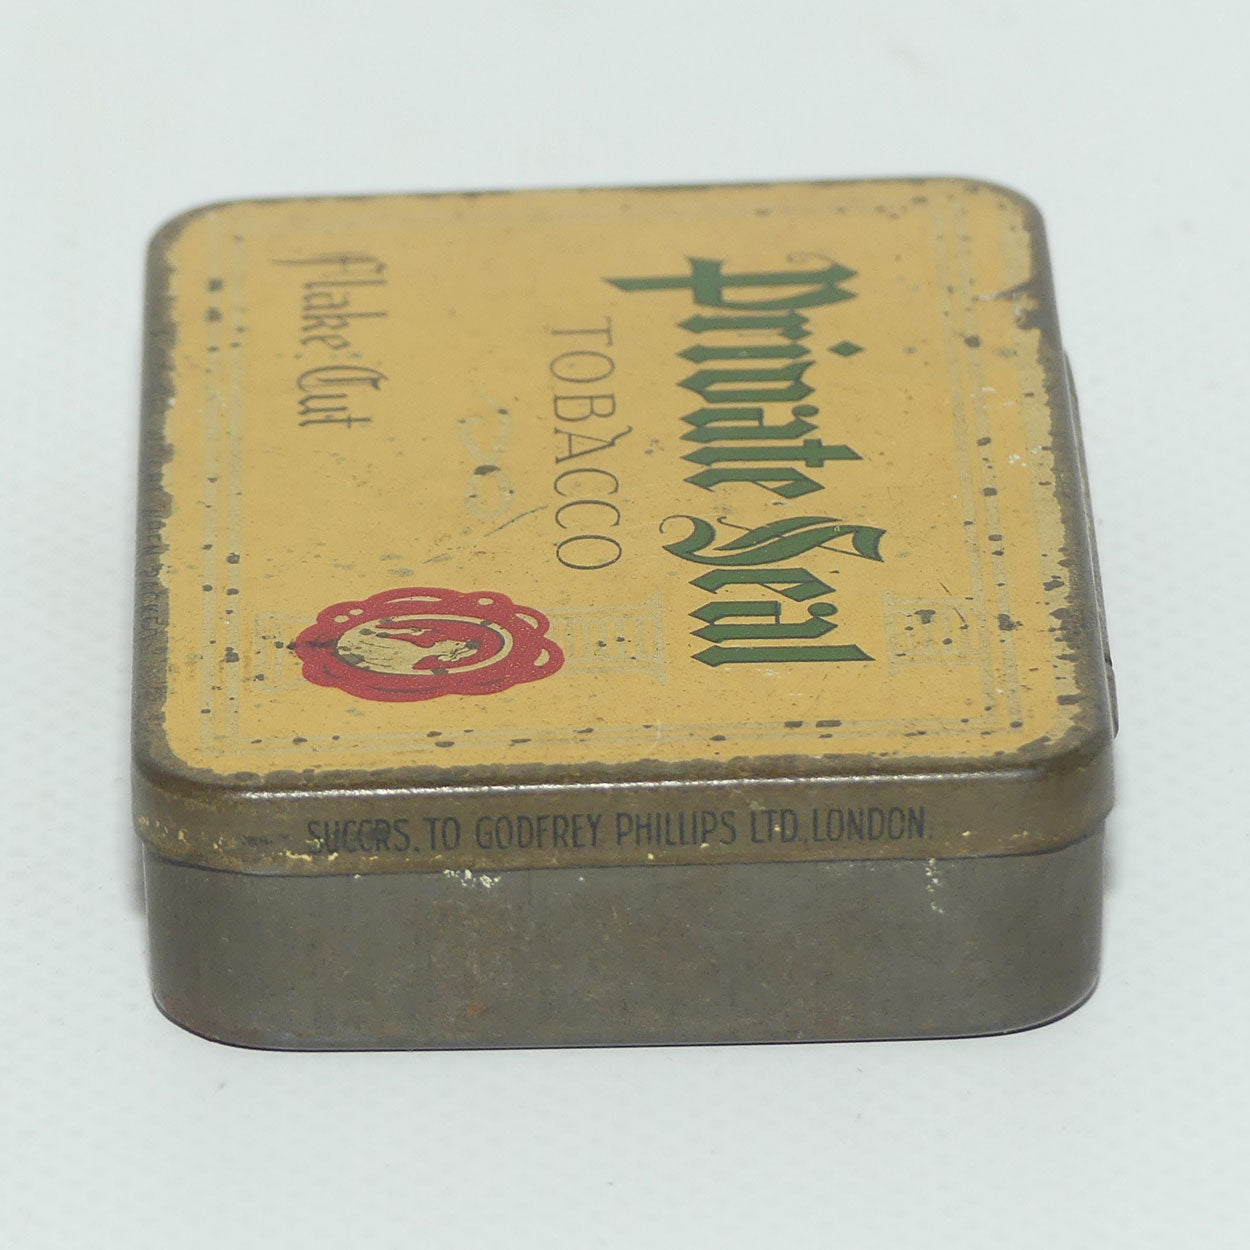 Private Seal
TOBACCO
Flake Cut
SUCCRS. TO GODFREY PHILLIPS LTD. LONDON.